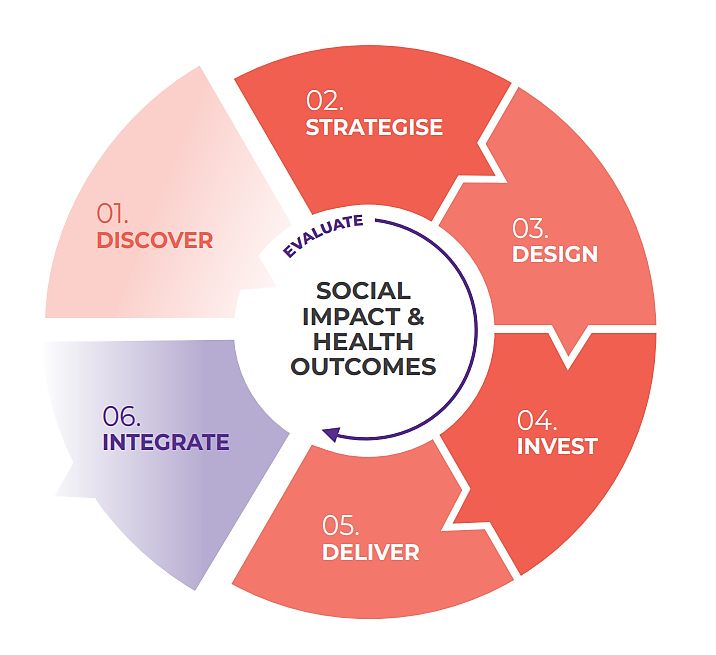 01.
DISCOVER
02.
STRATEGISE
03.
DESIGN
04.
INVEST
05.
DELIVER
06.
INTEGRATE
EVALUATE
SOCIAL
IMPACT &
HEALTH
OUTCOMES